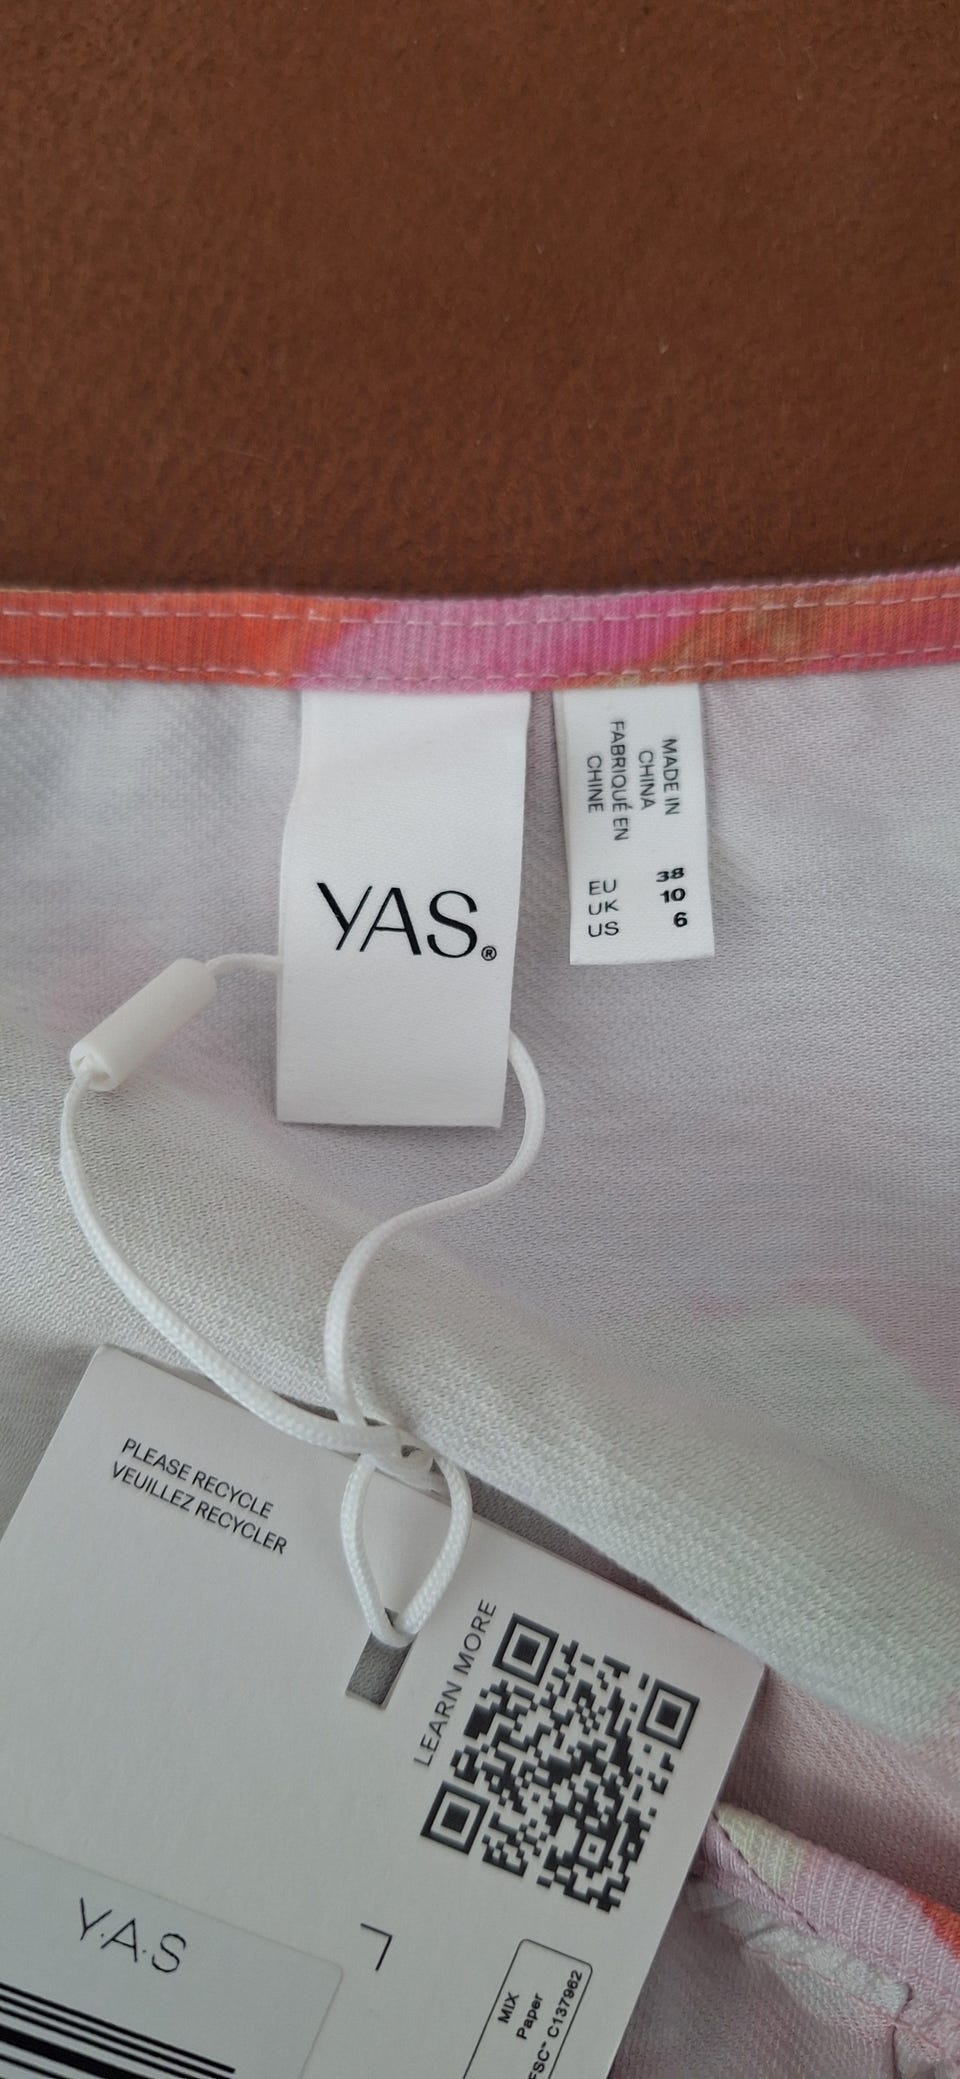 YAS®
MADE IN
CHINA
FABRIQUÉ EN
CHINE
EU 38
UK 10
US 6
PLEASE RECYCLE
VEUILLEZ RECYCLER
LEARN MORE
Y.A.S
MIX
Paper
FSC™ C137962